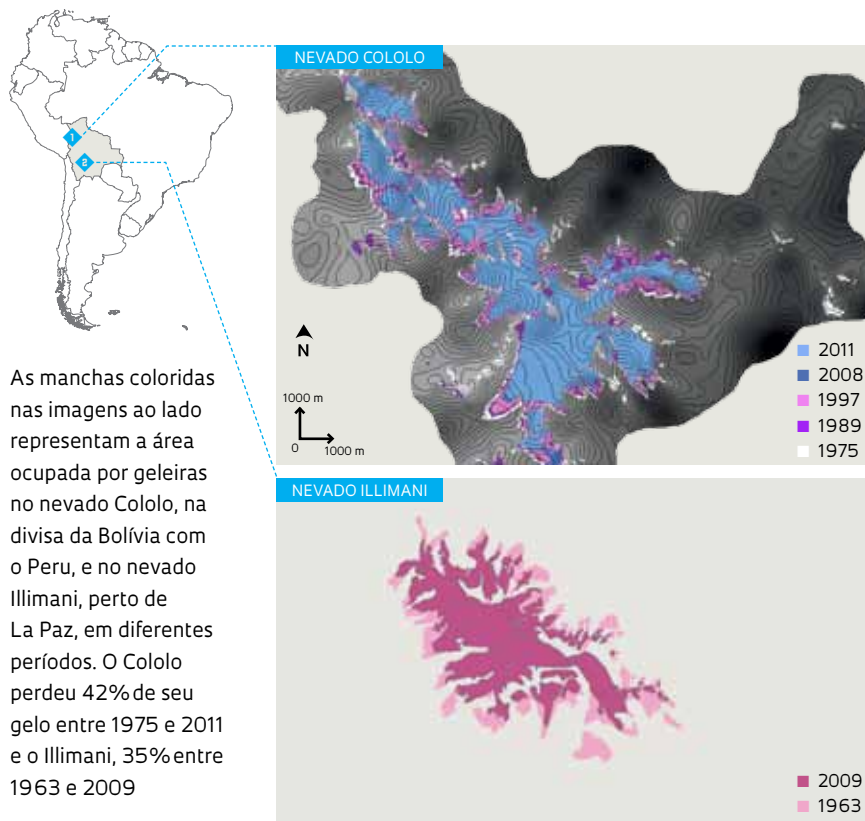 1
2
NEVADO COLOLO
N
1000 m
0
1000 m
2011
2008
1997
1989
1975
As manchas coloridas
nas imagens ao lado
representam a área
ocupada por geleiras
no nevado Cololo, na
divisa da Bolívia com
o Peru, e no nevado
Illimani, perto de
La Paz, em diferentes
períodos. O Cololo
perdeu 42% de seu
gelo entre 1975 e 2011
e o Illimani, 35% entre
1963 e 2009
NEVADO ILLIMANI
2009
1963